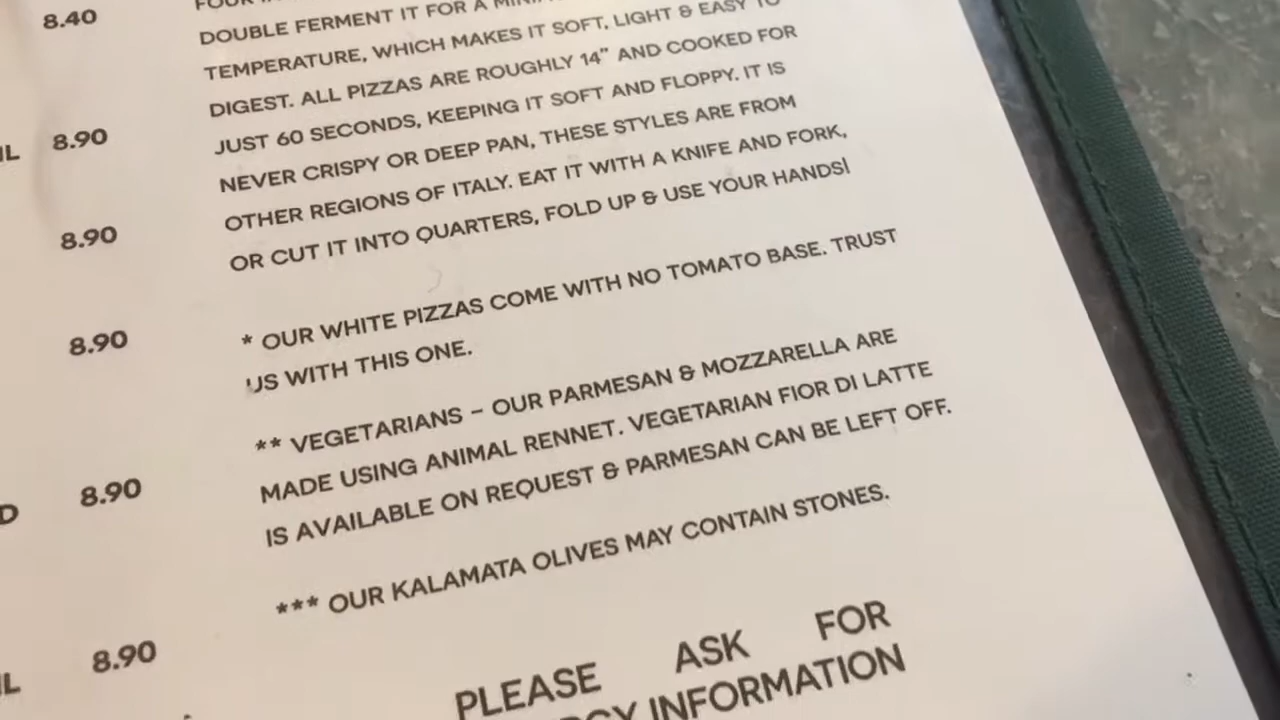 8.40
DOUBLE FERMENT IT FOR A
TEMPERATURE, WHICH MAKES IT SOFT, LIGHT & EASY TO
DIGEST. ALL PIZZAS ARE ROUGHLY 14" AND COOKED FOR
8.90
JUST 60 SECONDS, KEEPING IT SOFT AND FLOPPY. IT IS
NEVER CRISPY OR DEEP PAN, THESE STYLES ARE FROM
OTHER REGIONS OF ITALY. EAT IT WITH A KNIFE AND FORK,
8.90
OR CUT IT INTO QUARTERS, FOLD UP & USE YOUR HANDS!
8.90
* OUR WHITE PIZZAS COME WITH NO TOMATO BASE. TRUST
US WITH THIS ONE.
** VEGETARIANS - OUR PARMESAN & MOZZARELLA ARE
MADE USING ANIMAL RENNET. VEGETARIAN FIOR DI LATTE
8.90
IS AVAILABLE ON REQUEST & PARMESAN CAN BE LEFT OFF.
*** OUR KALAMATA OLIVES MAY CONTAIN STONES.
8.90
PLEASE ASK FOR
INFORMATION